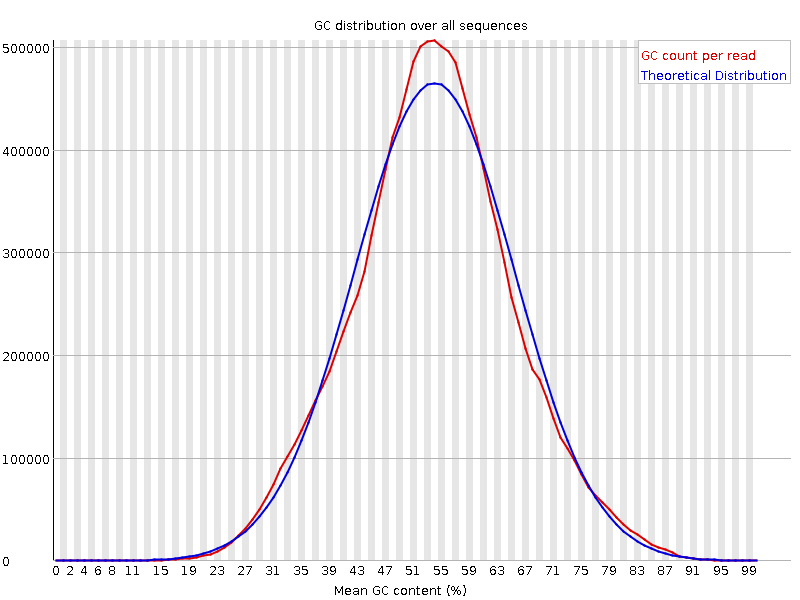 GC distribution over all sequences
GC count per read
Theoretical Distribution
500000
400000
300000
200000
100000
0
0 2 4 6 8 11 15 19 23 27 31 35 39 43 47 51 55 59 63 67 71 75 79 83 87 91 95 99
Mean GC content (%)